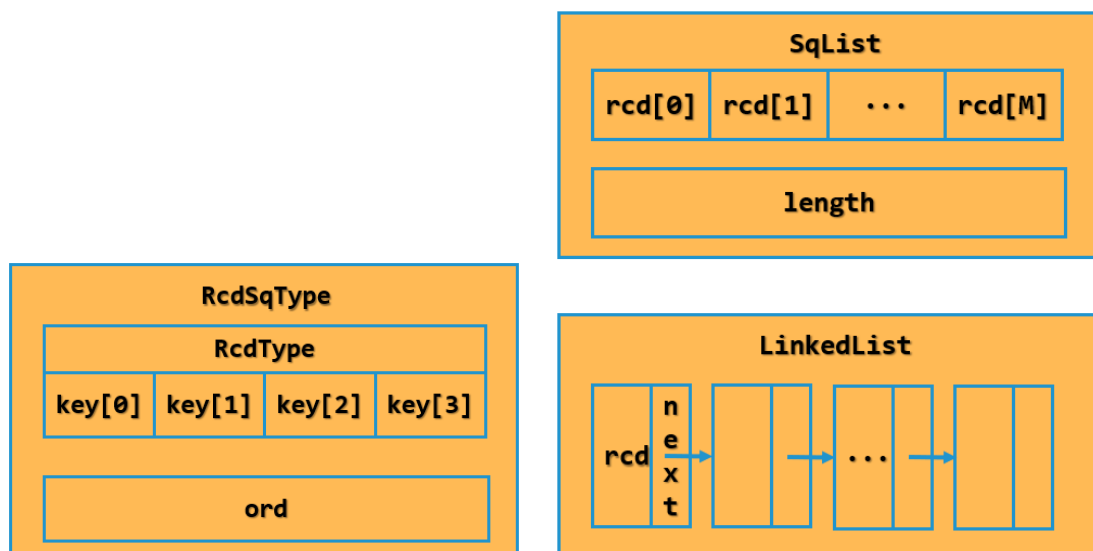 SqList
rcd[0] rcd[1] ... rcd[M]
length
RcdSqType
RcdType
key[0] key[1] key[2] key[3]
ord
LinkedList
rcd next ...